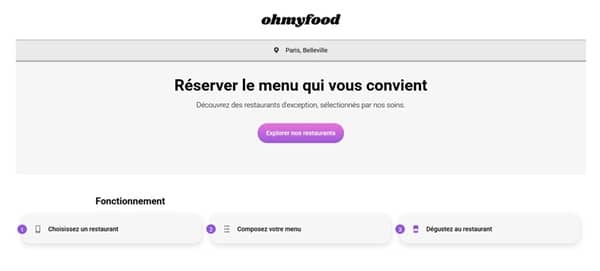 ohmyfood
Paris, Belleville
Réserver le menu qui vous convient
Découvrez des restaurants d'exception, sélectionnés par nos soins.
Explorer nos restaurants
Fonctionnement
1 Choisissez un restaurant
2 Composez votre menu
3 Dégustez au restaurant